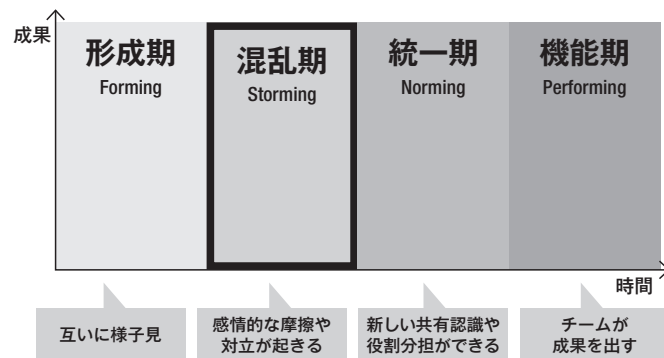 成果
形成期
Forming
混乱期
Storming
統一期
Norming
機能期
Performing
時間
互いに様子見
感情的な摩擦や
対立が起きる
新しい共有認識や
役割分担ができる
チームが
成果を出す